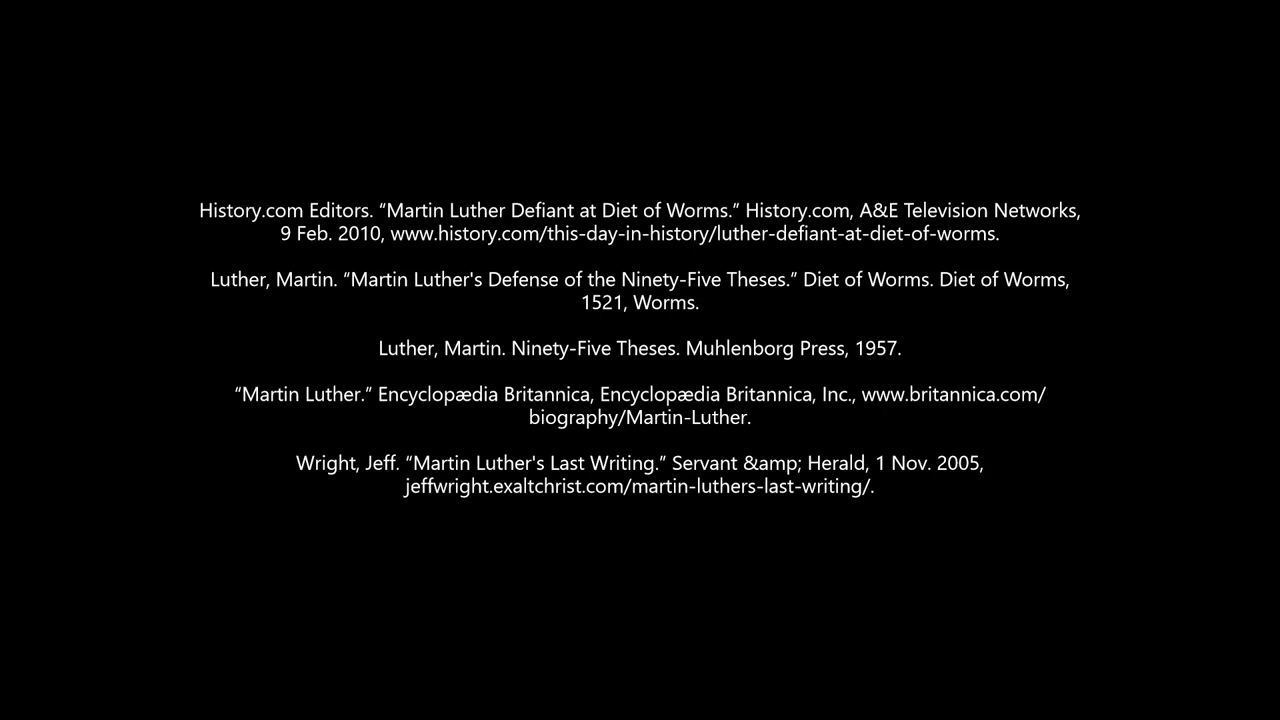 History.com Editors. “Martin Luther Defiant at Diet of Worms.” History.com, A&E Television Networks,
9 Feb. 2010, www.history.com/this-day-in-history/luther-defiant-at-diet-of-worms.
Luther, Martin. “Martin Luther's Defense of the Ninety-Five Theses.” Diet of Worms. Diet of Worms,
1521, Worms.
Luther, Martin. Ninety-Five Theses. Muhlenborg Press, 1957.
“Martin Luther.” Encyclopædia Britannica, Encyclopædia Britannica, Inc., www.britannica.com/
biography/Martin-Luther.
Wright, Jeff. “Martin Luther's Last Writing.” Servant &amp; Herald, 1 Nov. 2005,
jeffwright.exaltchrist.com/martin-luthers-last-writing/.